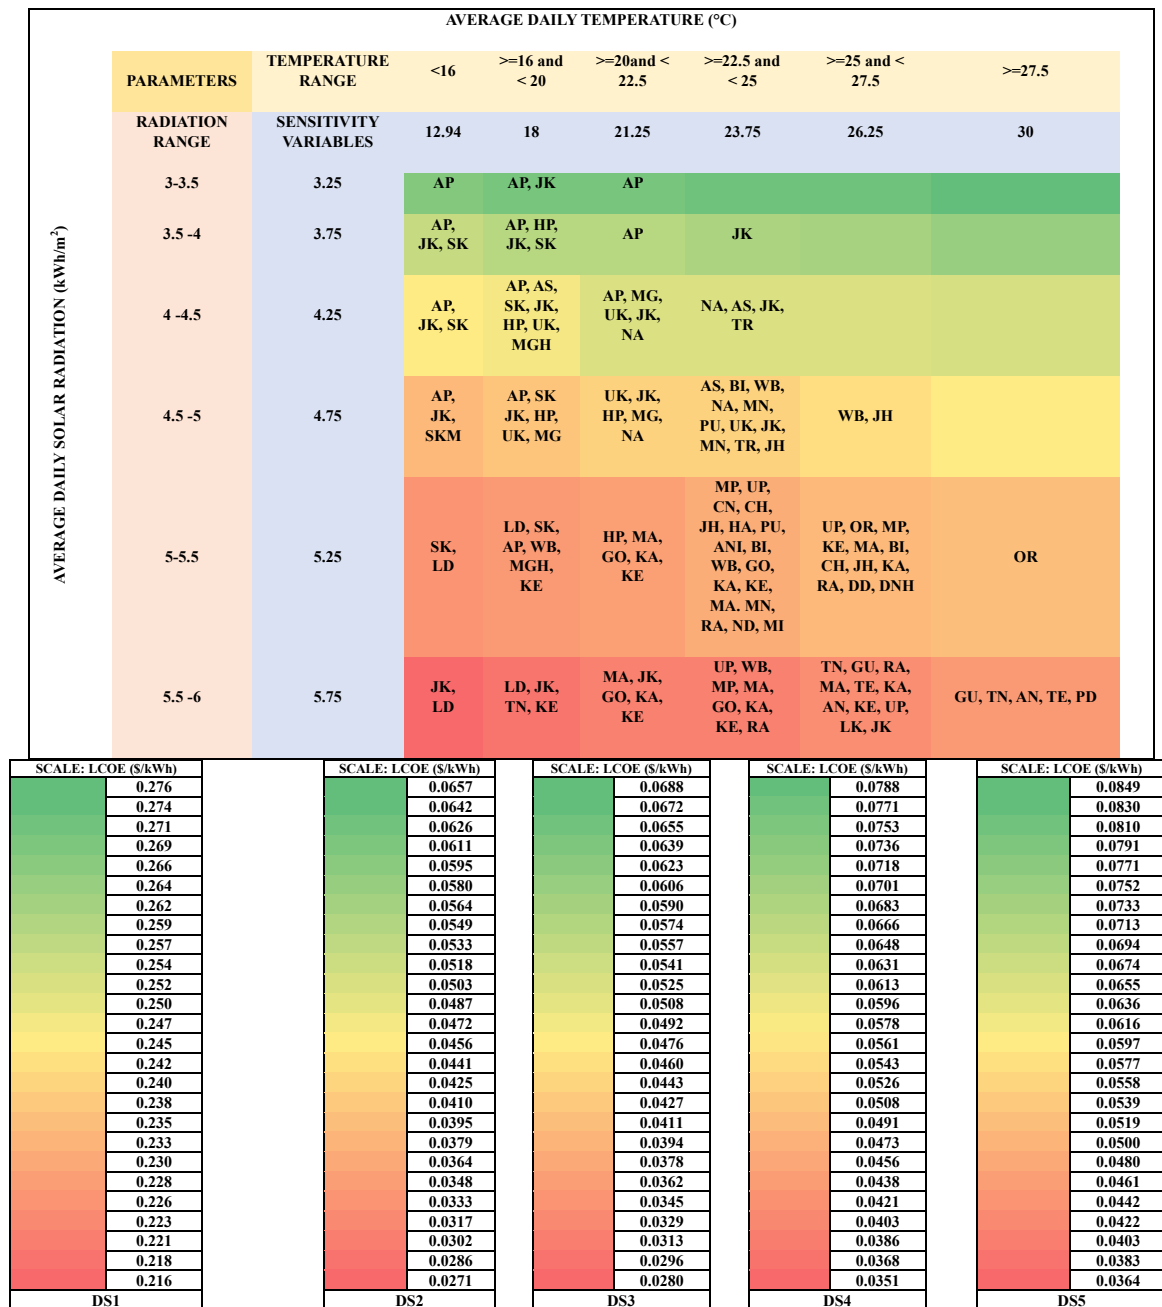 AVERAGE DAILY TEMPERATURE (°C)
AVERAGE DAILY SOLAR RADIATION (kWh/m²)
PARAMETERS
TEMPERATURE
RANGE
<16
>=16 and
< 20
>=20and <
22.5
>=22.5 and
< 25
>=25 and <
27.5
>=27.5
RADIATION
RANGE
SENSITIVITY
VARIABLES
12.94
18
21.25
23.75
26.25
30
3-3.5
3.25
AP
AP, JK
AP
3.5 -4
3.75
AP,
JK, SK
AP, HP,
JK, SK
AP
JK
4 -4.5
4.25
AP,
JK, SK
AP, AS,
SK, JK,
HP, UK,
MGH
AP, MG,
UK, JK,
NA
NA, AS, JK,
TR
4.5 -5
4.75
AP,
JK,
SKM
AP, SK
JK, HP,
UK, MG
UK, JK,
HP, MG,
NA
AS, BI, WB,
NA, MN,
PU, UK, JK,
MN, TR, JH
WB, JH
5-5.5
5.25
SK,
LD
LD, SK,
AP, WB,
MGH,
KE
HP, MA,
GO, KA,
KE
MP, UP,
CN, CH,
JH, HA, PU,
ANI, BI,
WB, GO,
KA, KE,
MA. MN,
RA, ND, MI
UP, OR, MP,
KE, MA, BI,
CH, JH, KA,
RA, DD, DNH
OR
5.5 -6
5.75
JK,
LD
LD, JK,
TN, KE
MA, JK,
GO, KA,
KE
UP, WB,
MP, MA,
GO, KA,
KE, RA
TN, GU, RA,
MA, TE, KA,
AN, KE, UP,
LK, JK
GU, TN, AN, TE, PD
SCALE: LCOE ($/kWh)
0.276
0.274
0.271
0.269
0.266
0.264
0.262
0.259
0.257
0.254
0.252
0.250
0.247
0.245
0.242
0.240
0.238
0.235
0.233
0.230
0.228
0.226
0.223
0.221
0.218
0.216
DS1
SCALE: LCOE ($/kWh)
0.0657
0.0642
0.0626
0.0611
0.0595
0.0580
0.0564
0.0549
0.0533
0.0518
0.0503
0.0487
0.0472
0.0456
0.0441
0.0425
0.0410
0.0395
0.0379
0.0364
0.0348
0.0333
0.0317
0.0302
0.0286
0.0271
DS2
SCALE: LCOE ($/kWh)
0.0688
0.0672
0.0655
0.0639
0.0623
0.0606
0.0590
0.0574
0.0557
0.0541
0.0525
0.0508
0.0492
0.0476
0.0460
0.0443
0.0427
0.0411
0.0394
0.0378
0.0362
0.0345
0.0329
0.0313
0.0296
0.0280
DS3
SCALE: LCOE ($/kWh)
0.0788
0.0771
0.0753
0.0736
0.0718
0.0701
0.0683
0.0666
0.0648
0.0631
0.0613
0.0596
0.0578
0.0561
0.0543
0.0526
0.0508
0.0491
0.0473
0.0456
0.0438
0.0421
0.0403
0.0386
0.0368
0.0351
DS4
SCALE: LCOE ($/kWh)
0.0849
0.0830
0.0810
0.0791
0.0771
0.0752
0.0733
0.0713
0.0694
0.0674
0.0655
0.0636
0.0616
0.0597
0.0577
0.0558
0.0539
0.0519
0.0500
0.0480
0.0461
0.0442
0.0422
0.0403
0.0383
0.0364
DS5